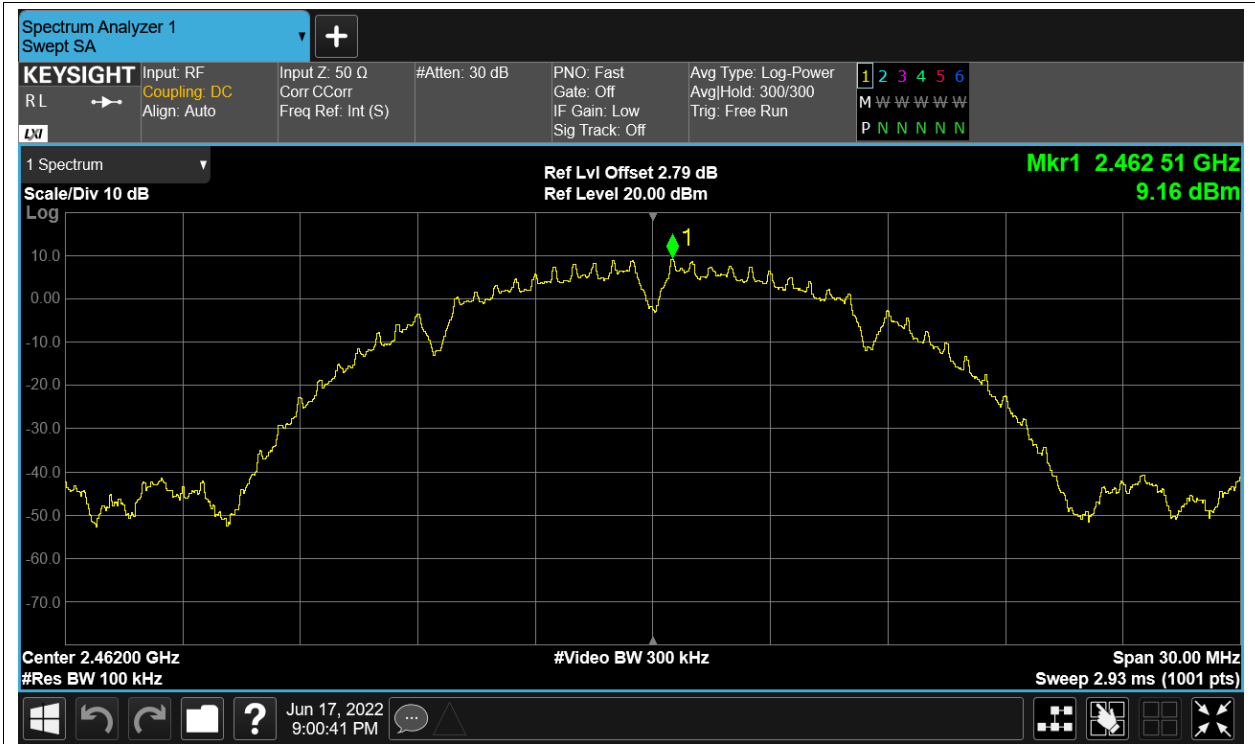 Spectrum Analyzer 1
Swept SA
+
KEYSIGHT
R L
LXI
Input: RF
Coupling: DC
Align: Auto
Input Z: 50 Ω
Corr CCorr
Freq Ref: Int (S)
#Atten: 30 dB
PNO: Fast
Gate: Off
IF Gain: Low
Sig Track: Off
Avg Type: Log-Power
Avg|Hold: 300/300
Trig: Free Run
1 2 3 4 5 6
M W W W W W
P N N N N N
1 Spectrum
Scale/Div 10 dB
Log
Ref Lvl Offset 2.79 dB
Ref Level 20.00 dBm
Mkr1 2.462 51 GHz
9.16 dBm
1
10.0
0.00
-10.0
-20.0
-30.0
-40.0
-50.0
-60.0
-70.0
Center 2.46200 GHz
#Res BW 100 kHz
#Video BW 300 kHz
Span 30.00 MHz
Sweep 2.93 ms (1001 pts)
?
Jun 17, 2022
9:00:41 PM